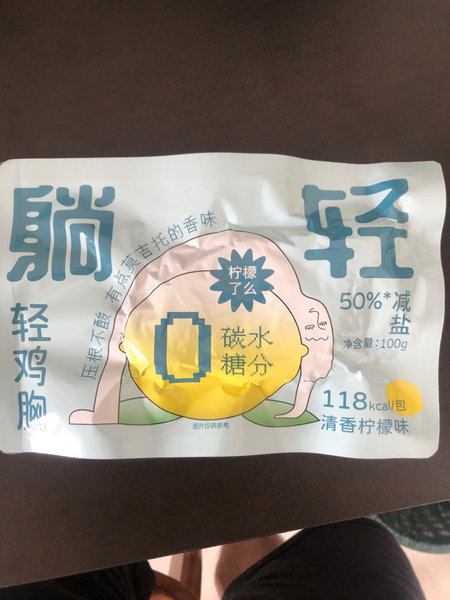 躺轻
轻鸡胸
压根不酸 有点莫吉托的香味
柠檬
了么
0
碳水
糖分
50%*减
盐
净含量:100g
118kcal/包
清香柠檬味
图片仅供参考